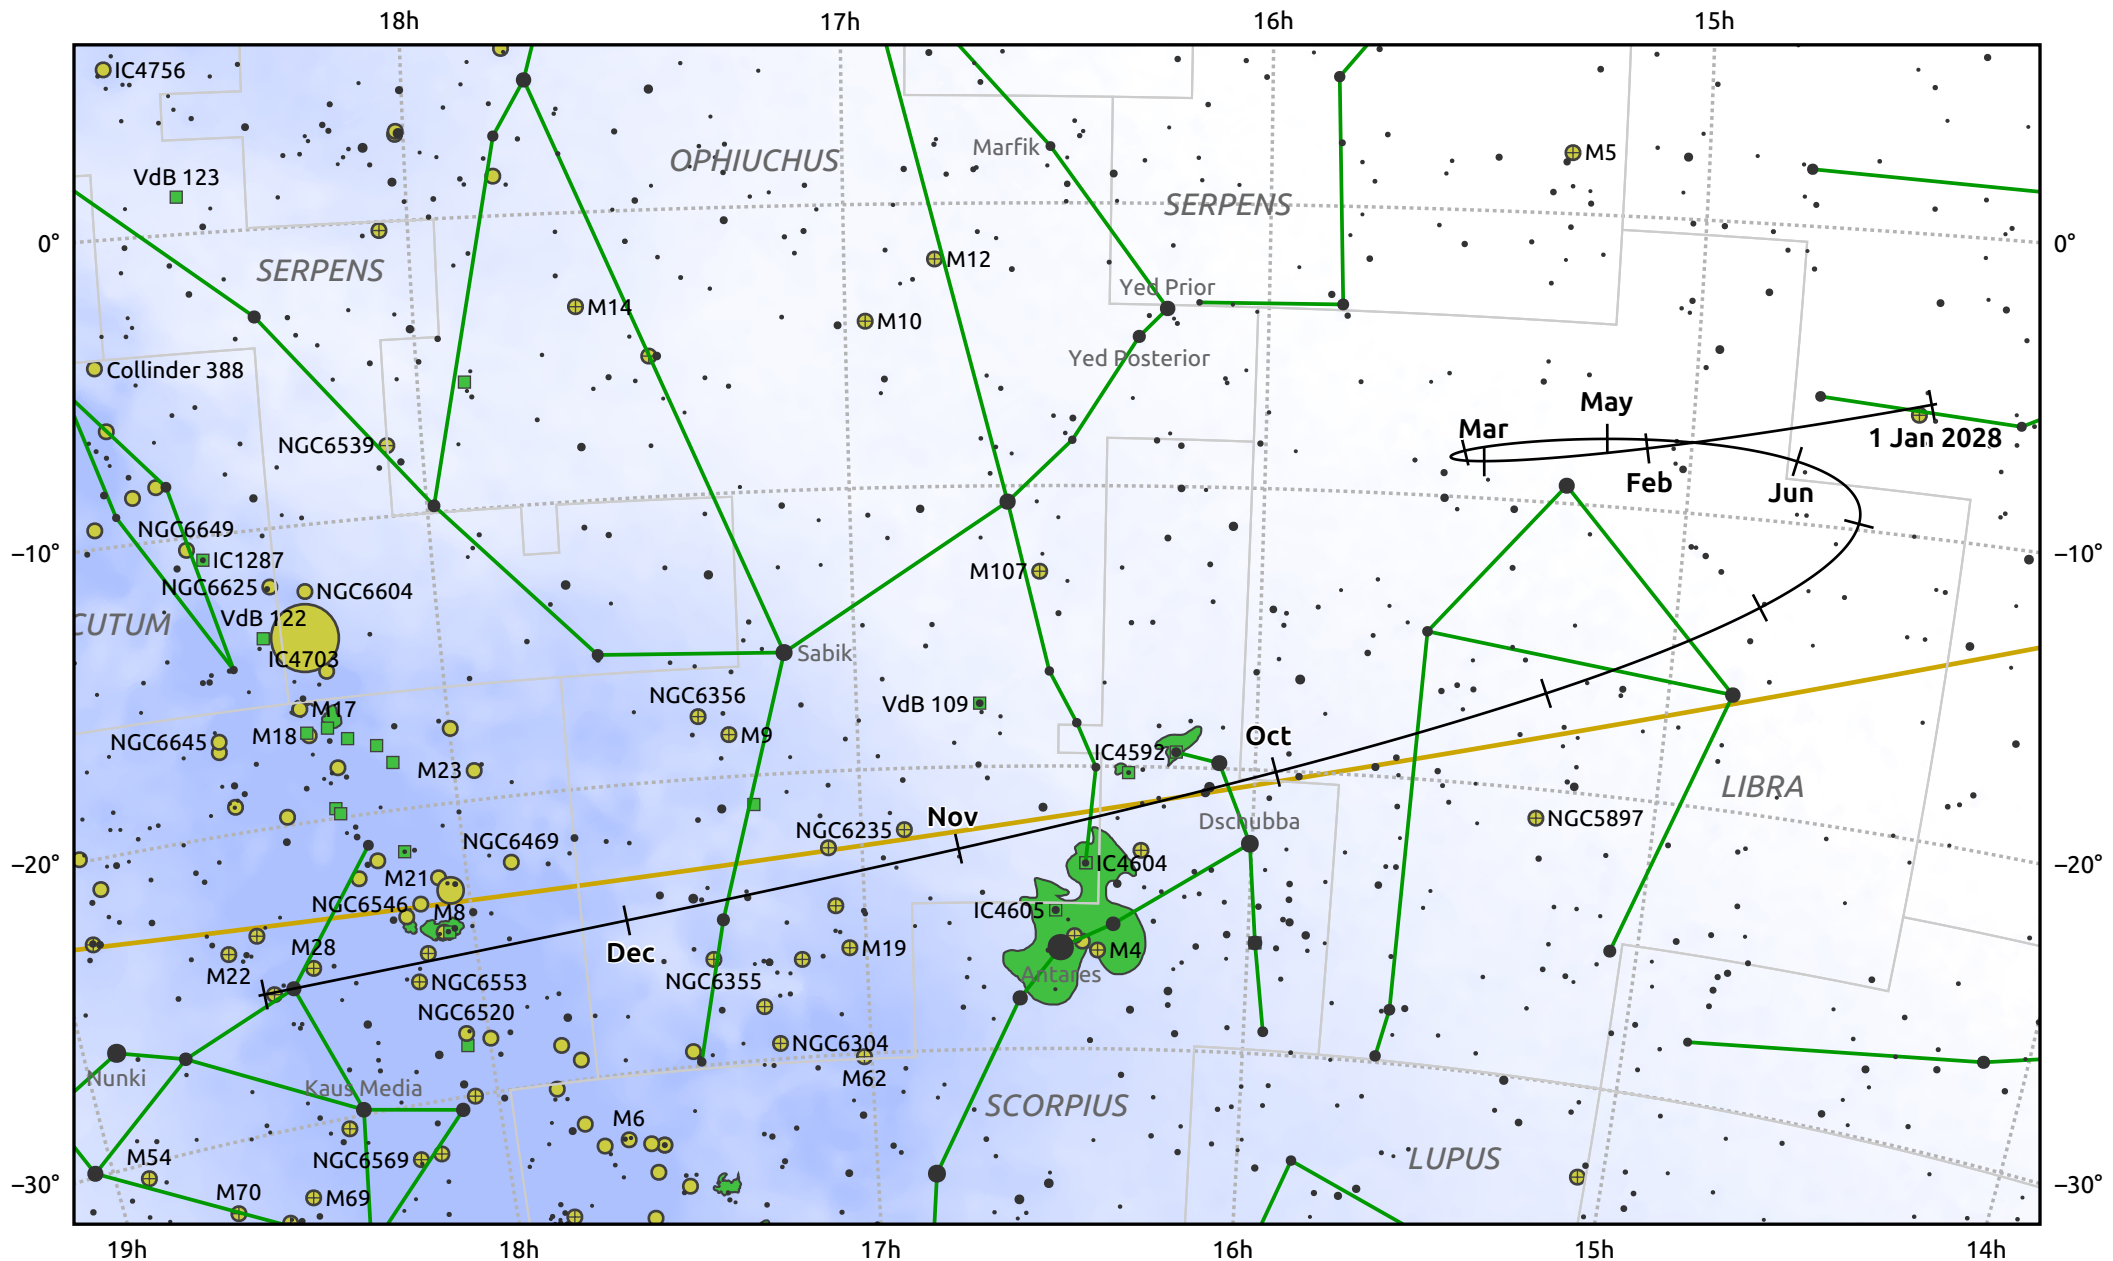 18h 17h 16h 15h
IC4756
OPHIUCHUS
Marfik
M5
VdB 123
SERPENS
0° 0°
SERPENS
M12
Yed Prior
M14
M10
Yed Posterior
Collinder 388
May
Mar
1 Jan 2028
NGC6539
Feb
Jun
NGC6649
−10° −10°
IC1287
M107
NGC6625
NGC6604
VdB 122
CUTUM
Sabik
IC4703
NGC6356
VdB 109
M17
M18
M9
Oct
NGC6645
IC4592
M23
LIBRA
Nov
NGC5897
Dschubba
NGC6235
NGC6469
−20° −20°
IC4604
M21
NGC6546
M8
IC4605
M28
Dec
M19
M4
M22
Antares
NGC6553
NGC6355
NGC6520
NGC6304
Nunki
M62
Kaus Media
SCORPIUS
M6
M54
NGC6569
LUPUS
−30° −30°
M70
M69
19h 18h 17h 16h 15h 14h